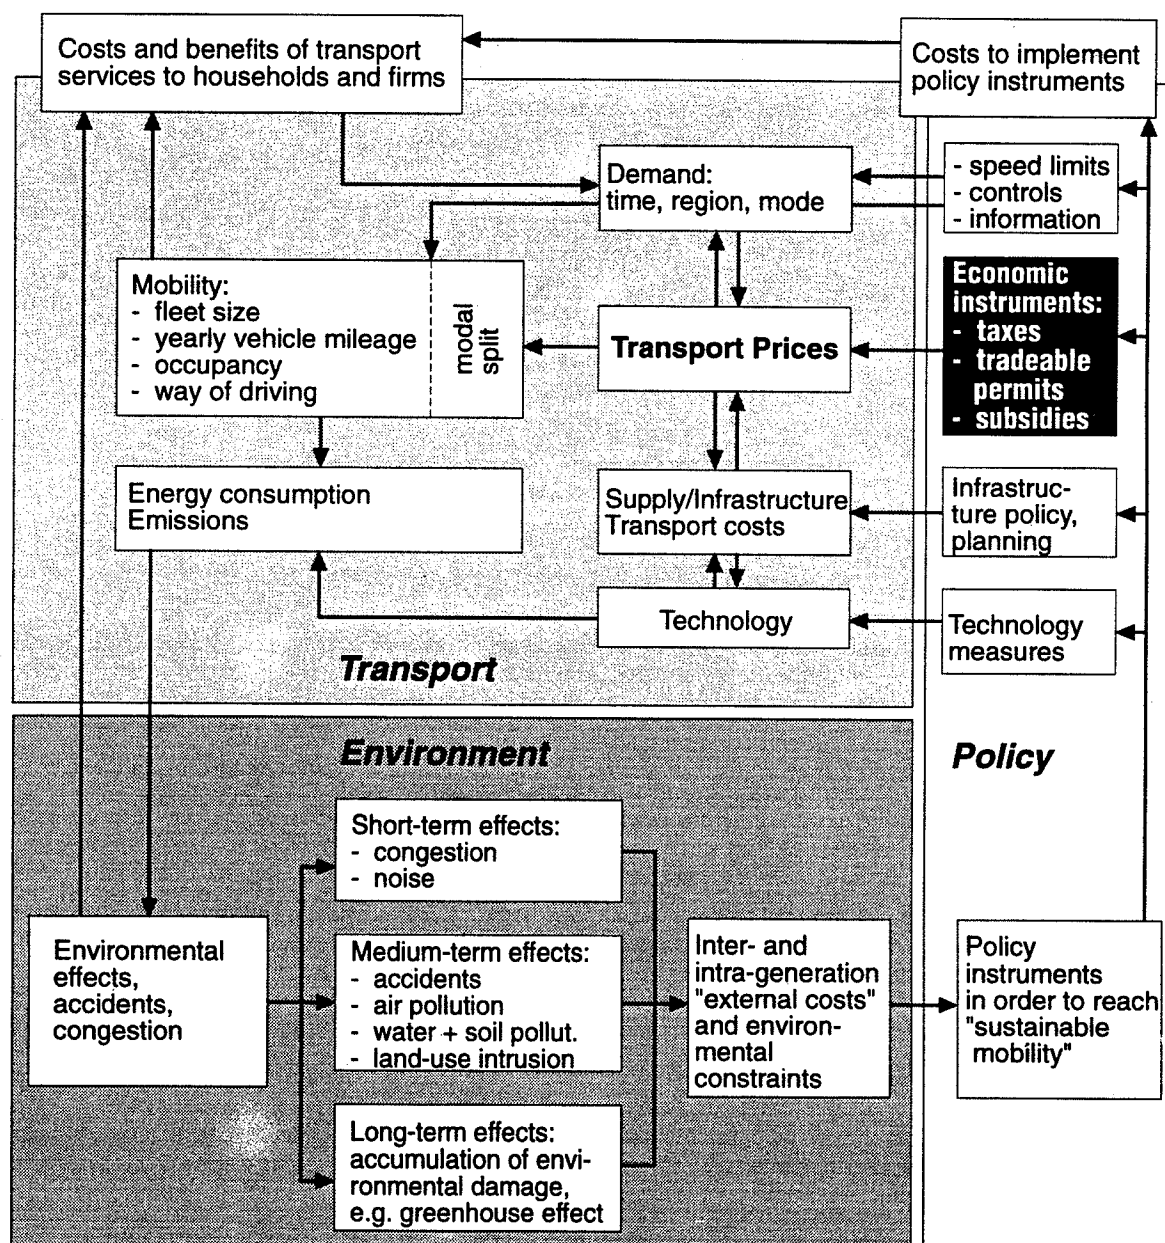 Costs and benefits of transport
services to households and firms
Costs to implement
policy instruments
Demand:
time, region, mode
- speed limits
- controls
- information
Mobility:
- fleet size
- yearly vehicle mileage
- occupancy
- way of driving
modal
split
Transport Prices
Economic
instruments:
- taxes
- tradeable
permits
- subsidies
Energy consumption
Emissions
Supply/Infrastructure
Transport costs
Infrastruc-
ture policy,
planning
Technology
Technology
measures
Transport
Environment
Policy
Short-term effects:
- congestion
- noise
Environmental
effects,
accidents,
congestion
Medium-term effects:
- accidents
- air pollution
- water + soil pollut.
- land-use intrusion
Inter- and
intra-generation
"external costs"
and environ-
mental
constraints
Policy
instruments
in order to reach
"sustainable
mobility"
Long-term effects:
accumulation of envi-
ronmental damage,
e.g. greenhouse effect